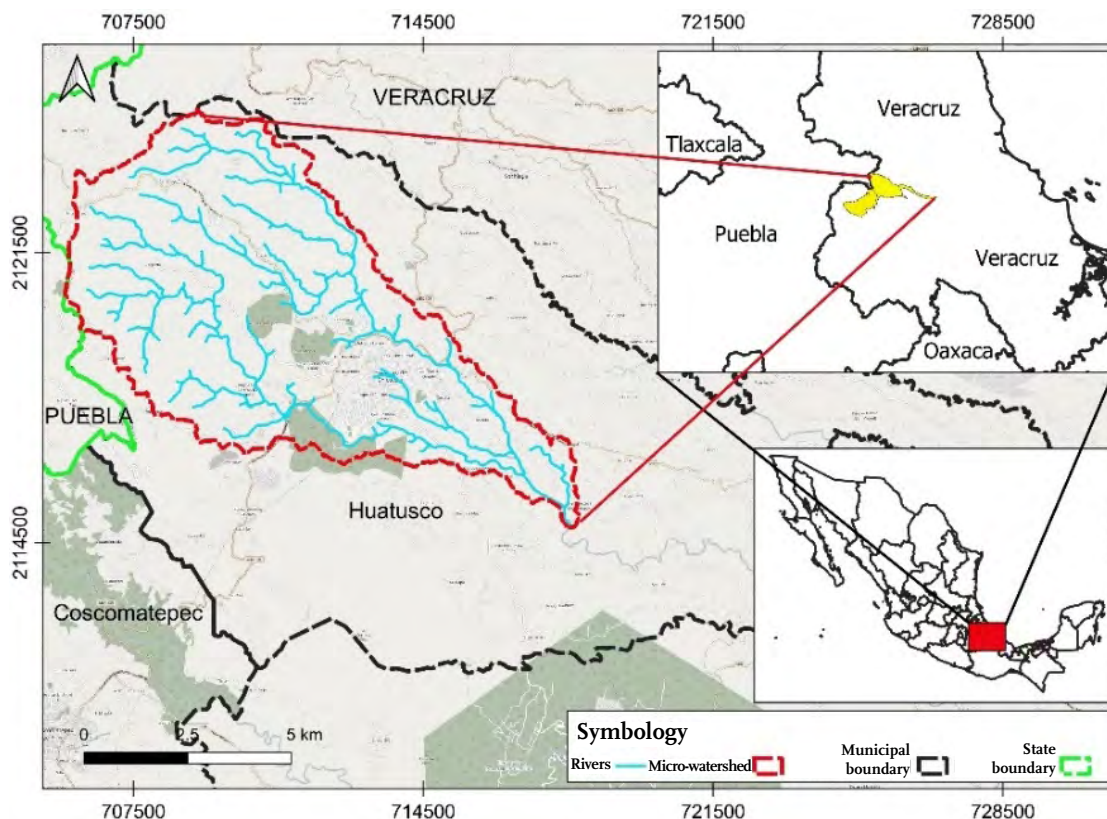 707500 714500 721500 728500
VERACRUZ
Veracruz
Tlaxcala
Puebla
Veracruz
Oaxaca
2121500
PUEBLA
Huatusco
2114500
Coscomatepec
0 2.5 5 km
Symbology
Rivers Micro-watershed Municipal boundary State boundary
707500 714500 721500 728500